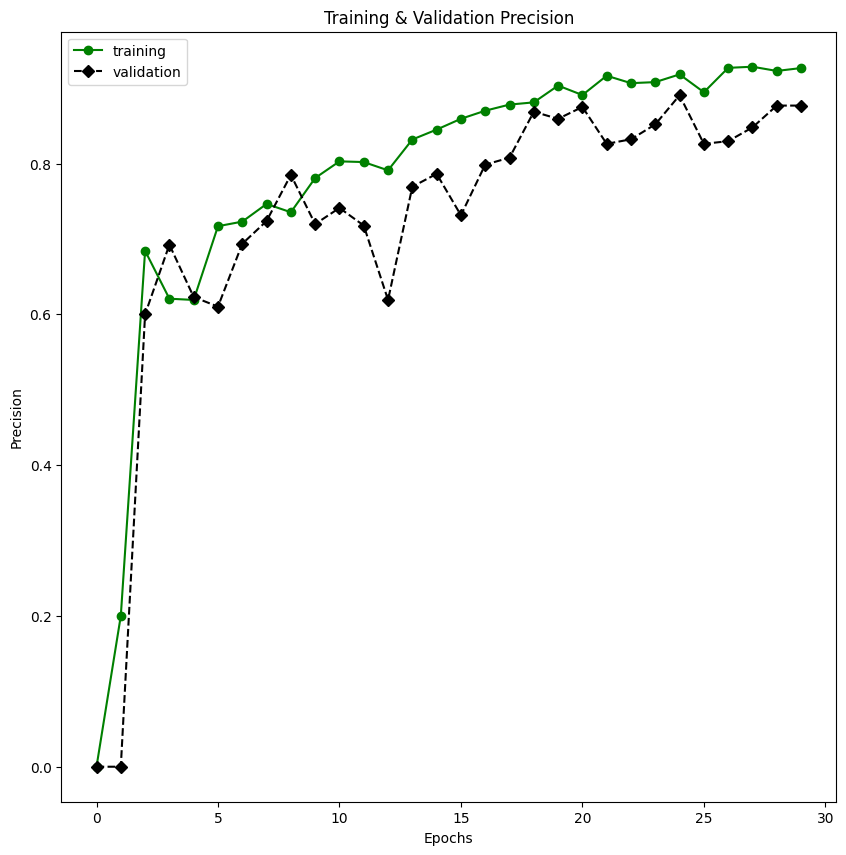 Training & Validation Precision
training
validation
Precision
0.8
0.6
0.4
0.2
0.0
0 5 10 15 20 25 30
Epochs